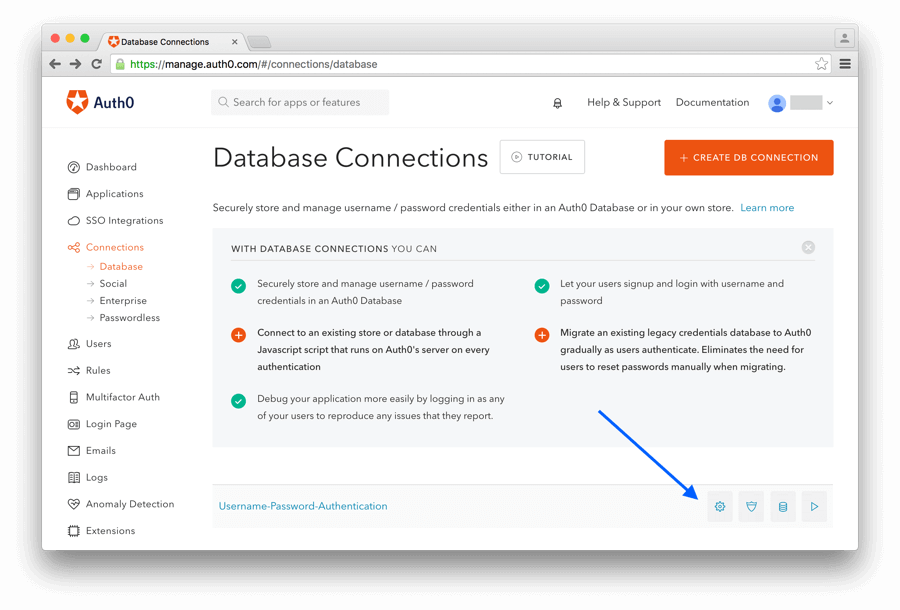 Database Connections
https://manage.auth0.com/#/connections/database
Auth0
Search for apps or features
Help & Support
Documentation
Dashboard
Applications
SSO Integrations
Connections
Database
Social
Enterprise
Passwordless
Users
Rules
Multifactor Auth
Login Page
Emails
Logs
Anomaly Detection
Extensions
Database Connections
TUTORIAL
+ CREATE DB CONNECTION
Securely store and manage username / password credentials either in an Auth0 Database or in your own store. Learn more
WITH DATABASE CONNECTIONS YOU CAN
Securely store and manage username / password
credentials in an Auth0 Database
Let your users signup and login with username and
password
Connect to an existing store or database through a
Javascript script that runs on Auth0's server on every
authentication
Migrate an existing legacy credentials database to Auth0
gradually as users authenticate. Eliminates the need for
users to reset passwords manually when migrating.
Debug your application more easily by logging in as any
of your users to reproduce any issues that they report.
Username-Password-Authentication